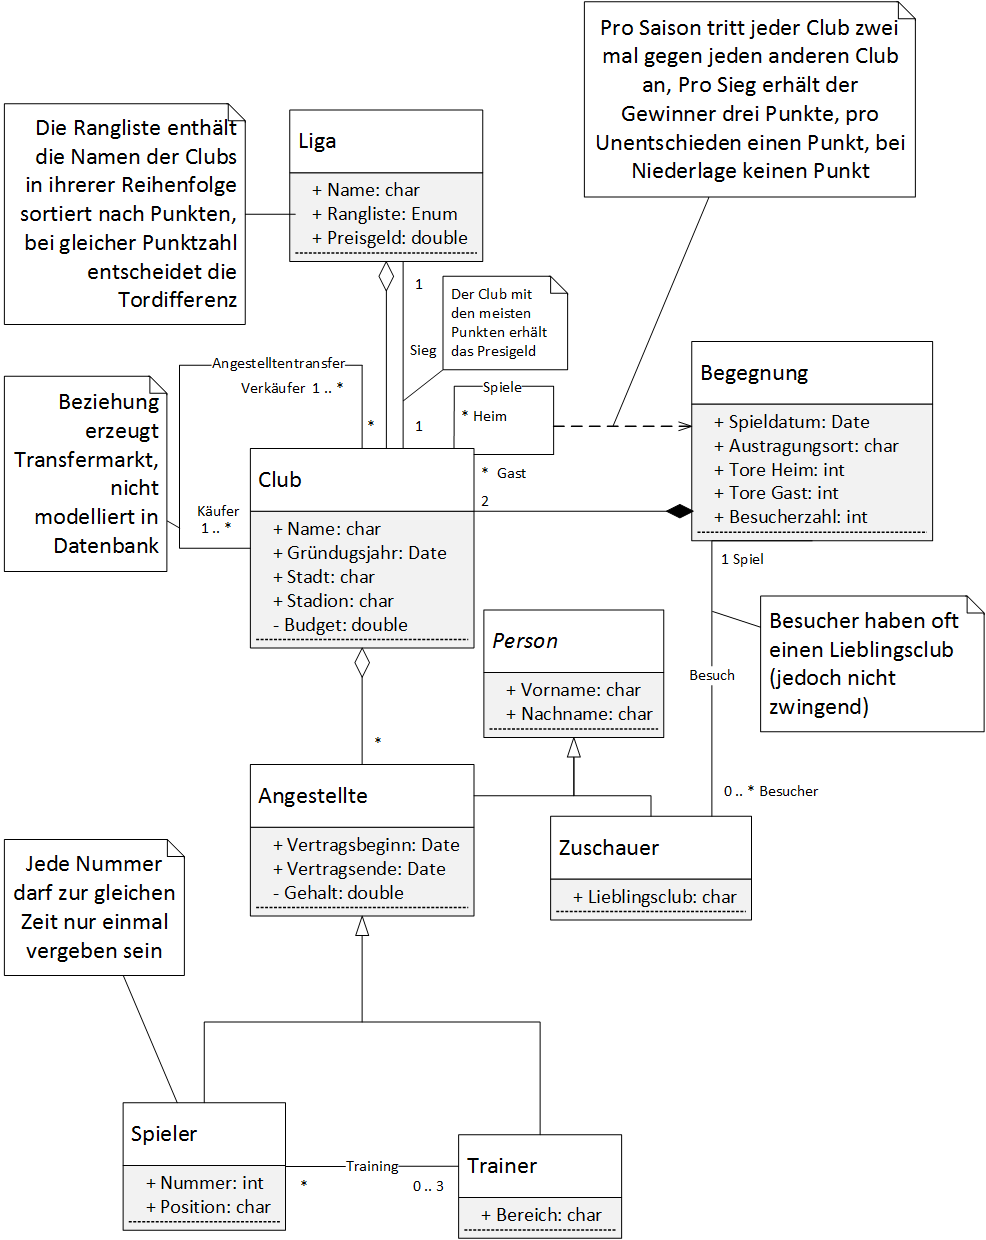 Pro Saison tritt jeder Club zwei
mal gegen jeden anderen Club
an, Pro Sieg erhält der
Gewinner drei Punkte, pro
Unentschieden einen Punkt, bei
Niederlage keinen Punkt
Die Rangliste enthält
die Namen der Clubs
in ihrerer Reihenfolge
sortiert nach Punkten,
bei gleicher Punktzahl
entscheidet die
Tordifferenz
Liga
+ Name: char
+ Rangliste: Enum
+ Preisgeld: double
1
Sieg
1
*
Der Club mit
den meisten
Punkten erhält
das Presigeld
Angestelltentransfer
Verkäufer 1 .. *
Käufer
1 .. *
Beziehung
erzeugt
Transfermarkt,
nicht
modelliert in
Datenbank
Spiele
* Heim
* Gast
2
Begegnung
+ Spieldatum: Date
+ Austragungsort: char
+ Tore Heim: int
+ Tore Gast: int
+ Besucherzahl: int
Club
+ Name: char
+ Gründugsjahr: Date
+ Stadt: char
+ Stadion: char
- Budget: double
*
1 Spiel
Besuch
0 .. * Besucher
Besucher haben oft
einen Lieblingsclub
(jedoch nicht
zwingend)
Person
+ Vorname: char
+ Nachname: char
Angestellte
+ Vertragsbeginn: Date
+ Vertragsende: Date
- Gehalt: double
Zuschauer
+ Lieblingsclub: char
Jede Nummer
darf zur gleichen
Zeit nur einmal
vergeben sein
Spieler
+ Nummer: int
+ Position: char
Training
*
0 .. 3
Trainer
+ Bereich: char